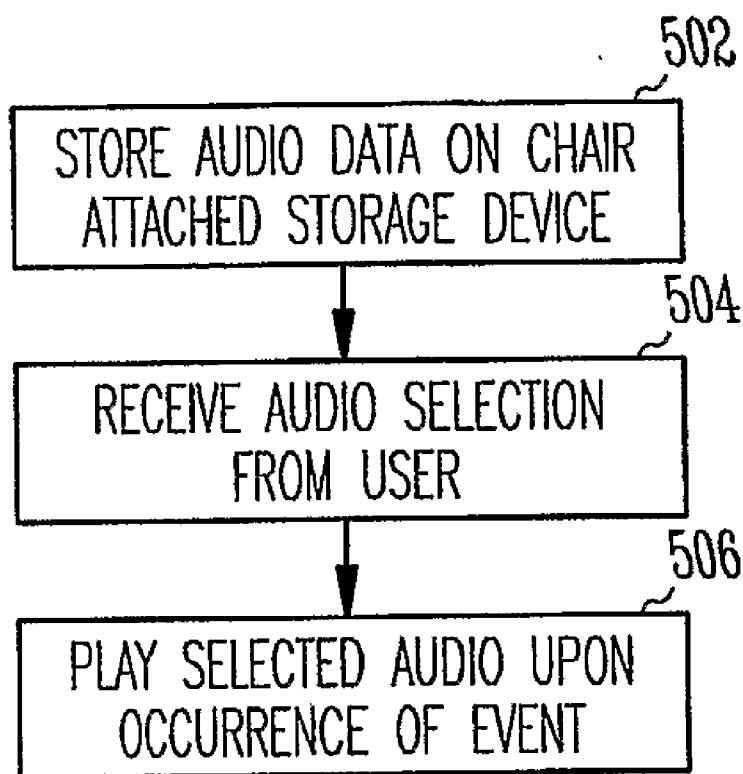 502
STORE AUDIO DATA ON CHAIR
ATTACHED STORAGE DEVICE
504
RECEIVE AUDIO SELECTION
FROM USER
506
PLAY SELECTED AUDIO UPON
OCCURRENCE OF EVENT